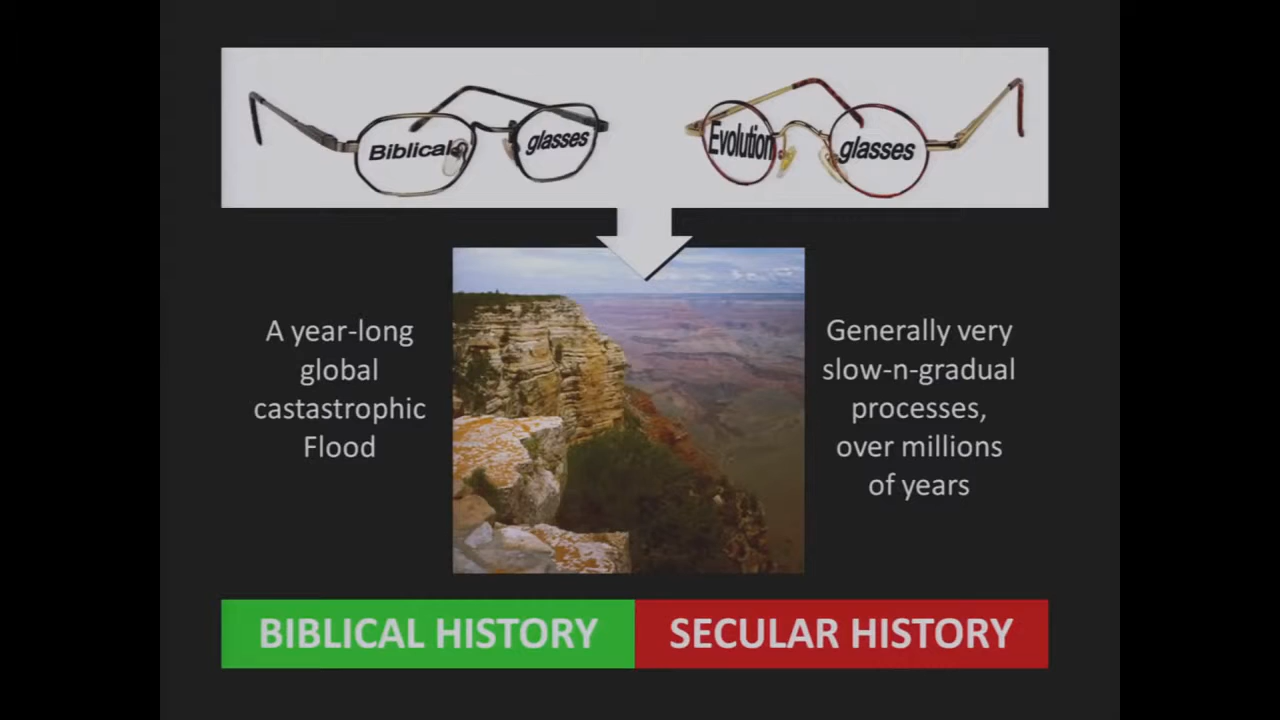 Biblical glasses
Evolution glasses
A year-long
global
castastrophic
Flood
Generally very
slow-n-gradual
processes,
over millions
of years
BIBLICAL HISTORY
SECULAR HISTORY